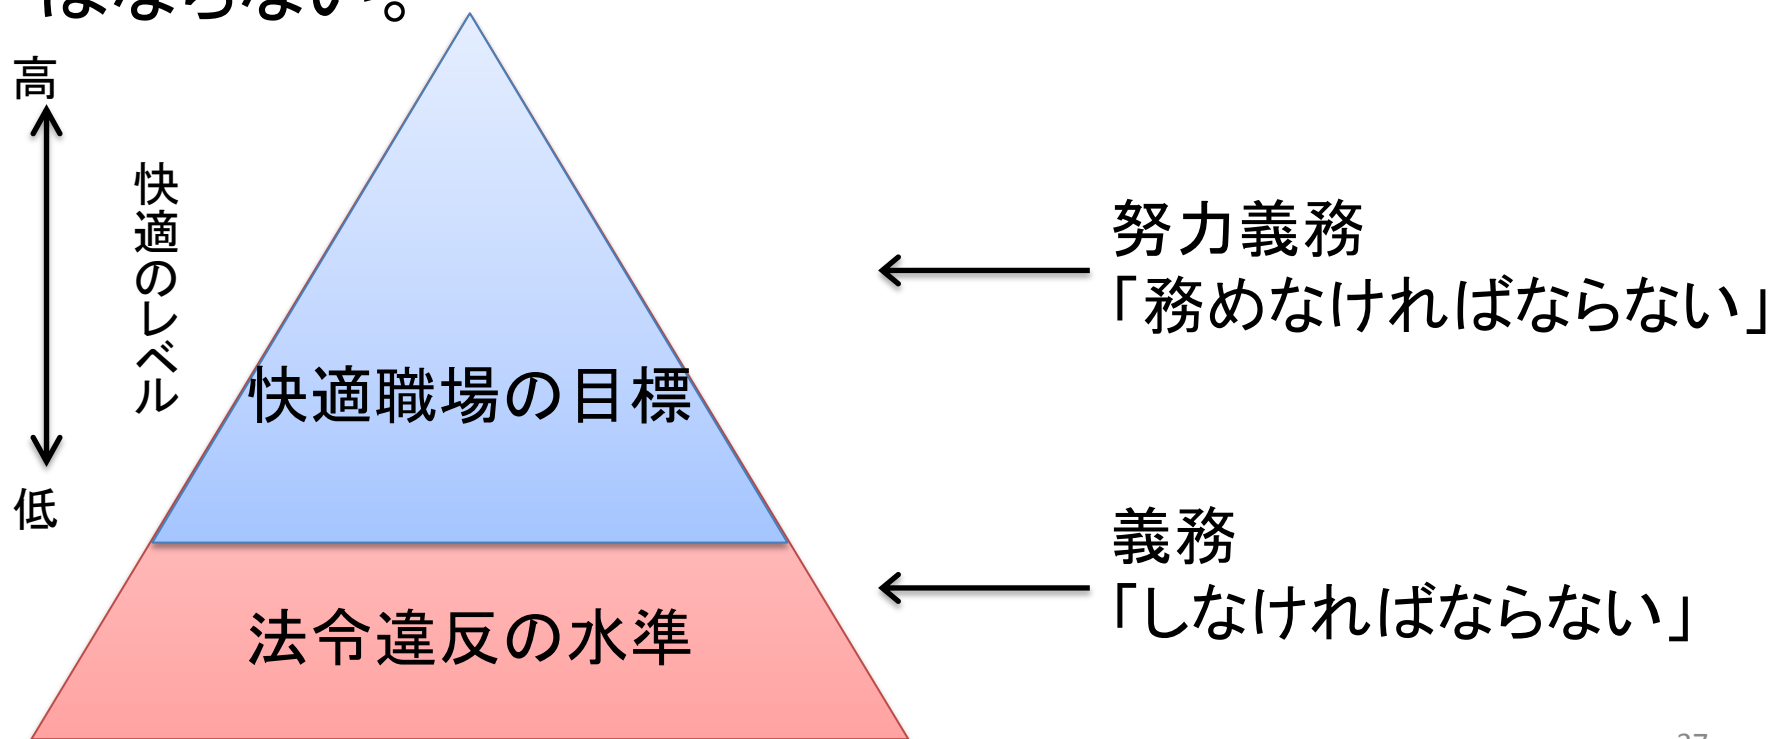 はならない。
高
快適のレベル
低
快適職場の目標
法令違反の水準
努力義務
「務めなければならない」
義務
「しなければならない」